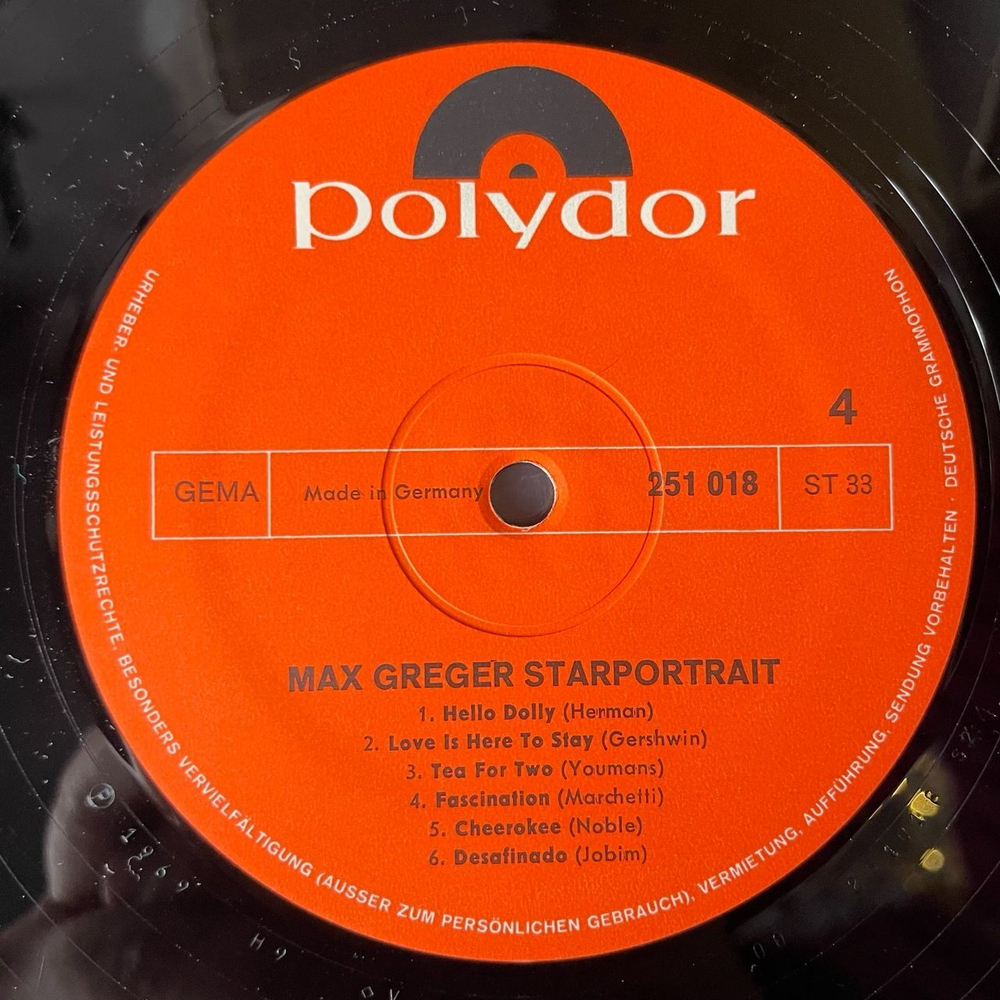 polydor
URHEBER- UND LEISTUNGSSCHUTZRECHTE, BESONDERS VERVIELFÄLTIGUNG (AUSSER ZUM PERSÖNLICHEN GEBRAUCH), VERMIETUNG, AUFFÜHRUNG, SENDUNG VORBEHALTEN · DEUTSCHE GRAMMOPHON
4
GEMA Made in Germany 251 018 ST 33
MAX GREGER STARPORTRAIT
1. Hello Dolly (Herman)
2. Love Is Here To Stay (Gershwin)
3. Tea For Two (Youmans)
4. Fascination (Marchetti)
5. Cheerokee (Noble)
6. Desafinado (Jobim)
℗ 1969
H9